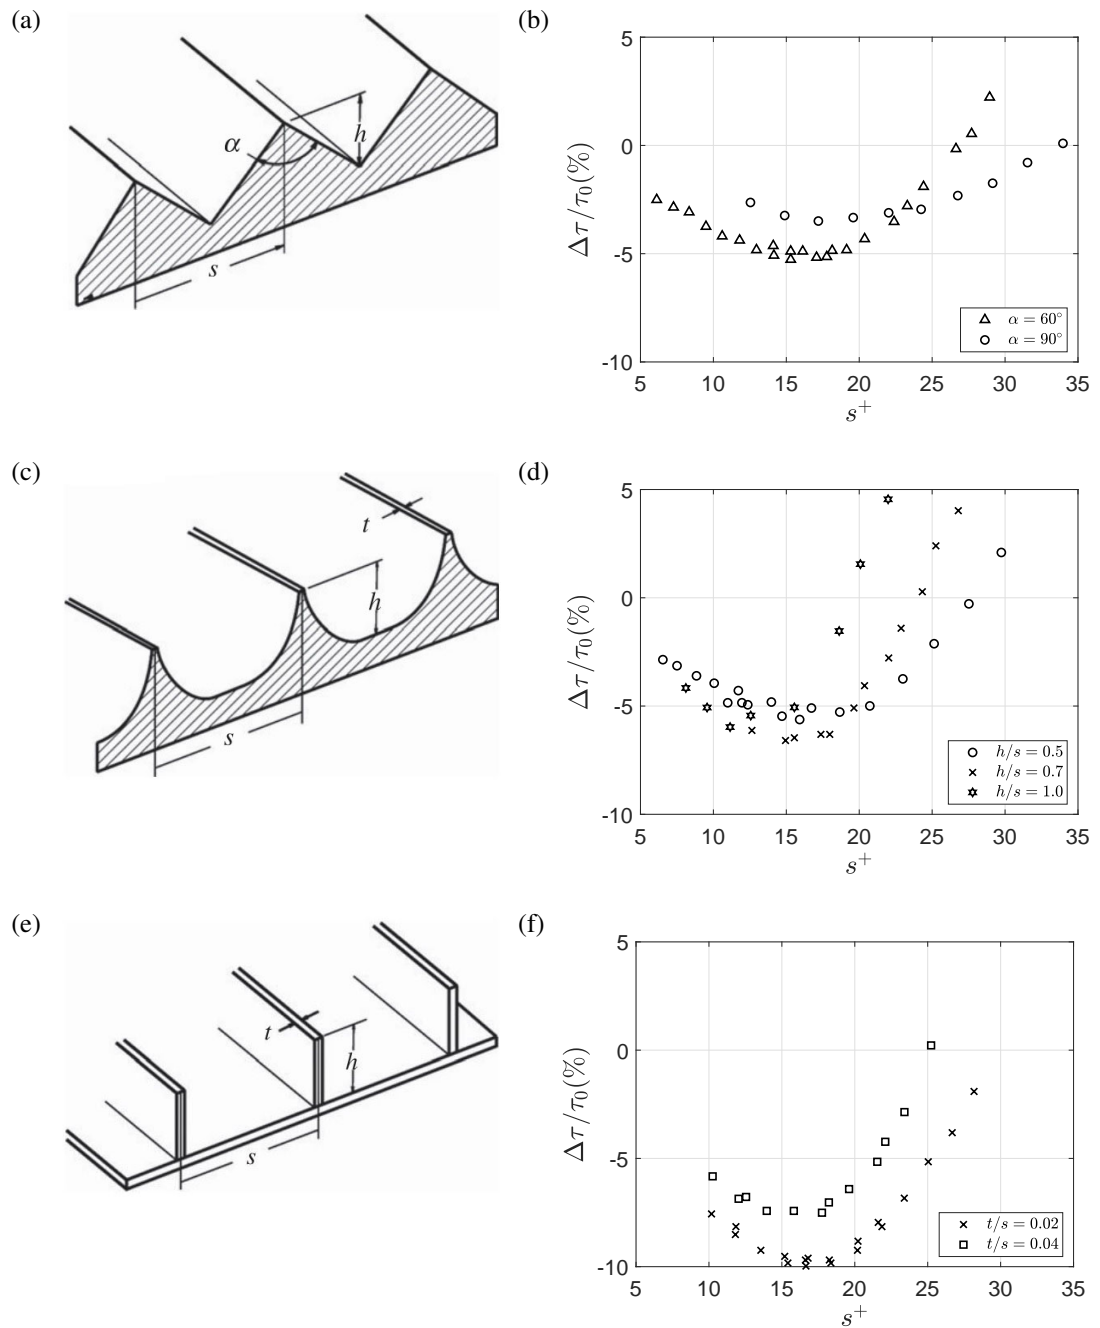 (a)
α
h
s
(b)
5
0
-5
-10
Δτ/τ₀(%)
α = 60°
α = 90°
5 10 15 20 25 30 35
s⁺
(c)
t
h
s
(d)
5
0
-5
-10
Δτ/τ₀(%)
h/s = 0.5
h/s = 0.7
h/s = 1.0
5 10 15 20 25 30 35
s⁺
(e)
t
h
s
(f)
5
0
-5
-10
Δτ/τ₀(%)
t/s = 0.02
t/s = 0.04
5 10 15 20 25 30 35
s⁺